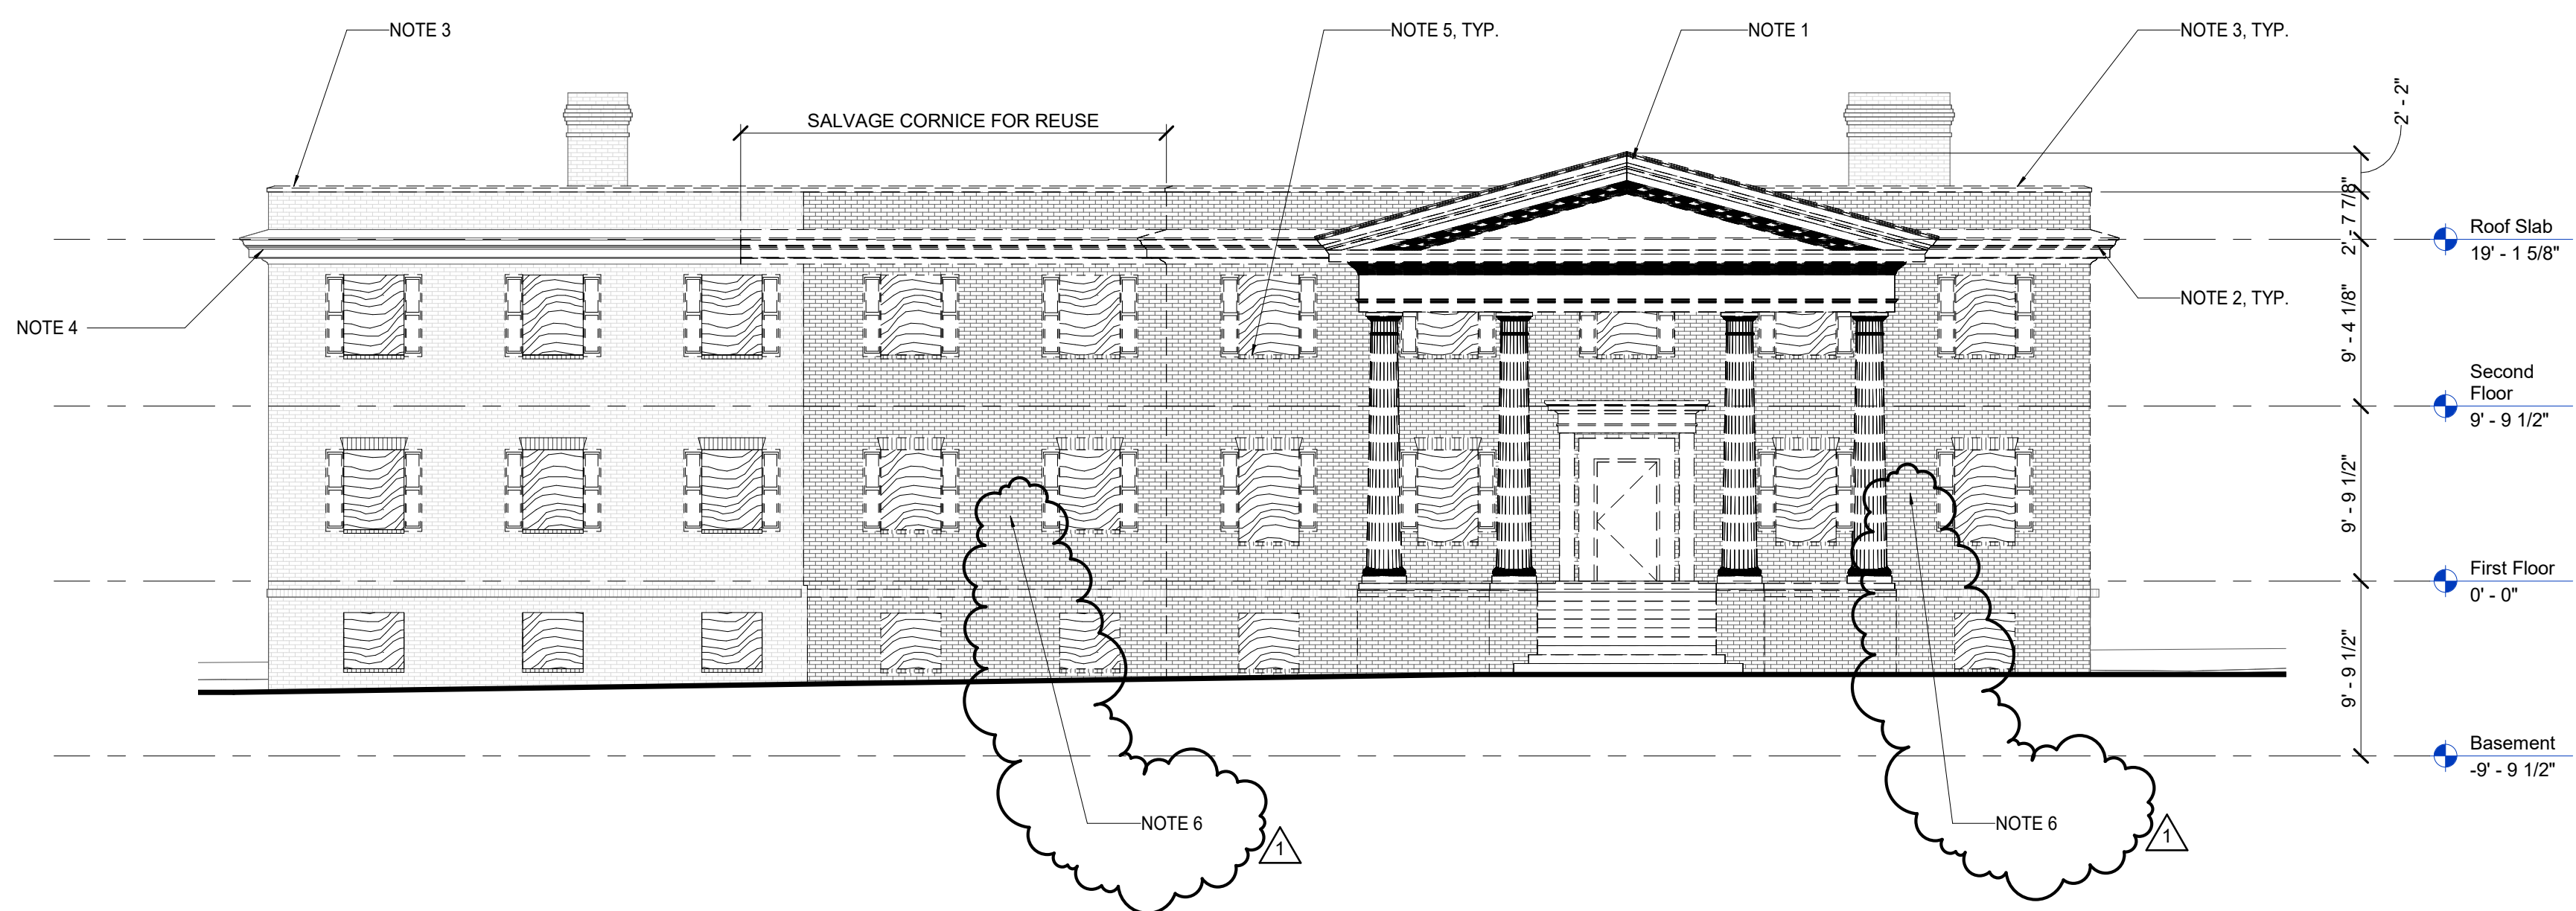 NOTE 3
NOTE 5, TYP.
NOTE 1
NOTE 3, TYP.
SALVAGE CORNICE FOR REUSE
2' - 2"
2' - 7 7/8"
Roof Slab
19' - 1 5/8"
NOTE 2, TYP.
NOTE 4
9' - 4 1/8"
Second
Floor
9' - 9 1/2"
9' - 9 1/2"
First Floor
0' - 0"
9' - 9 1/2"
Basement
-9' - 9 1/2"
NOTE 6
1
NOTE 6
1